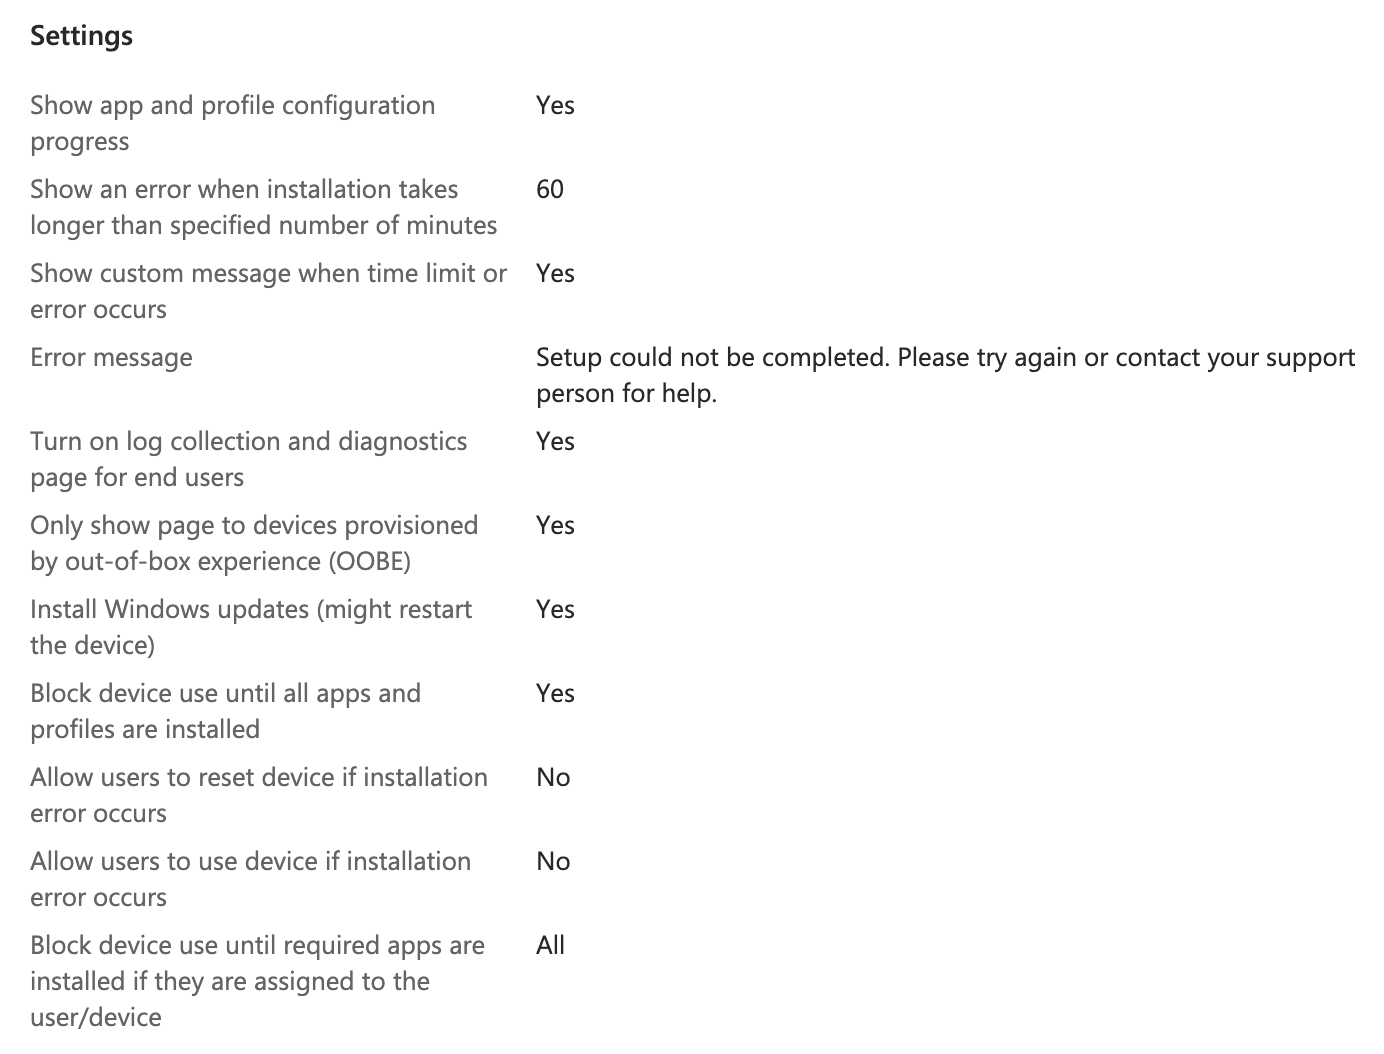 Settings
Show app and profile configuration progress
Yes
Show an error when installation takes longer than specified number of minutes
60
Show custom message when time limit or error occurs
Yes
Error message
Setup could not be completed. Please try again or contact your support person for help.
Turn on log collection and diagnostics page for end users
Yes
Only show page to devices provisioned by out-of-box experience (OOBE)
Yes
Install Windows updates (might restart the device)
Yes
Block device use until all apps and profiles are installed
Yes
Allow users to reset device if installation error occurs
No
Allow users to use device if installation error occurs
No
Block device use until required apps are installed if they are assigned to the user/device
All